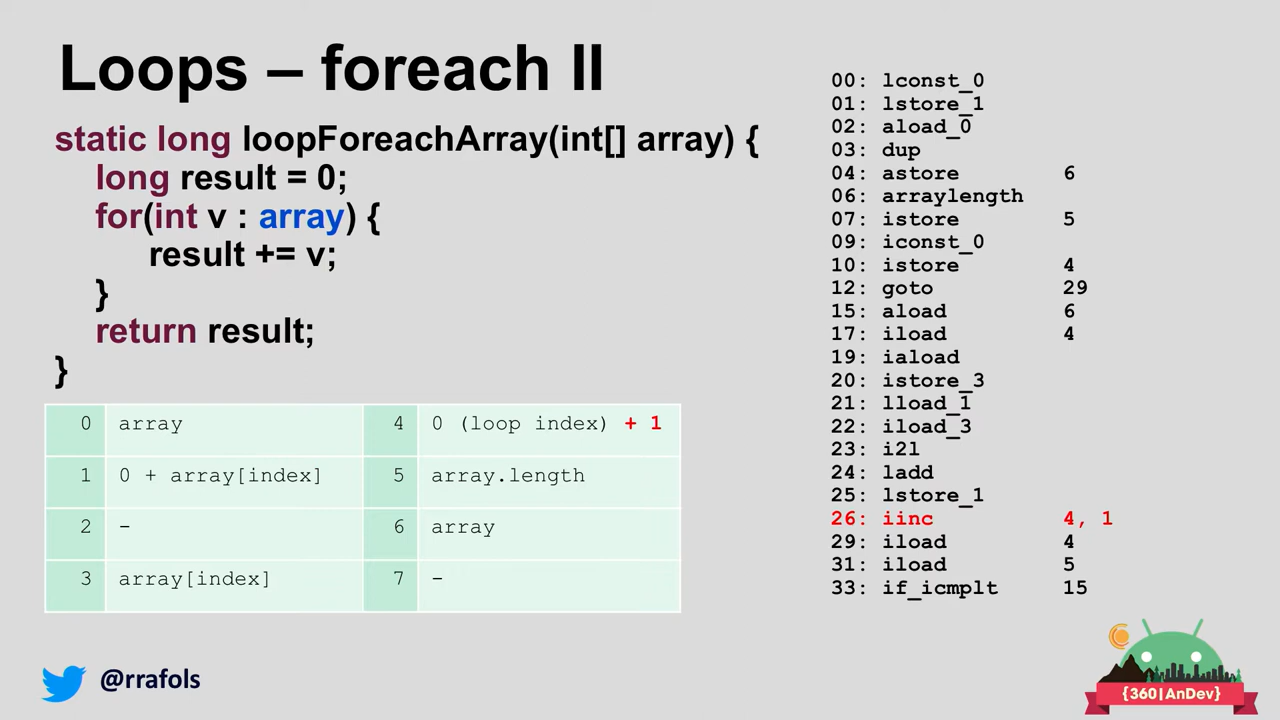 Loops – foreach II
static long loopForeachArray(int[] array) {
long result = 0;
for(int v : array) {
result += v;
}
return result;
}
0 array 4 0 (loop index) + 1
1 0 + array[index] 5 array.length
2 - 6 array
3 array[index] 7 -
00: lconst_0
01: lstore_1
02: aload_0
03: dup
04: astore 6
06: arraylength
07: istore 5
09: iconst_0
10: istore 4
12: goto 29
15: aload 6
17: iload 4
19: iaload
20: istore_3
21: lload_1
22: iload_3
23: i2l
24: ladd
25: lstore_1
26: iinc 4, 1
29: iload 4
31: iload 5
33: if_icmplt 15
@rrafols
{360|AnDev}